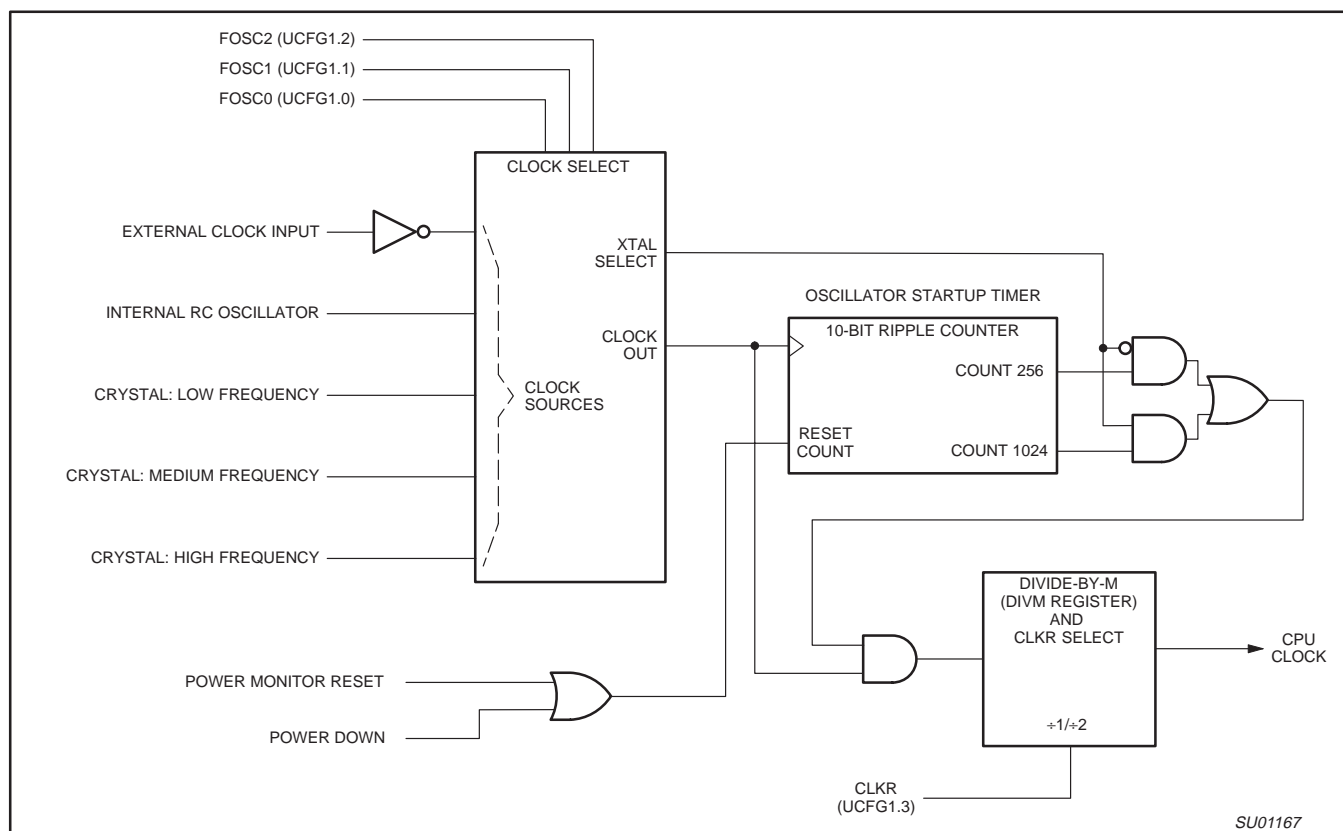 FOSC2 (UCFG1.2)
FOSC1 (UCFG1.1)
FOSC0 (UCFG1.0)
CLOCK SELECT
EXTERNAL CLOCK INPUT
XTAL
SELECT
INTERNAL RC OSCILLATOR
OSCILLATOR STARTUP TIMER
10-BIT RIPPLE COUNTER
CLOCK
OUT
COUNT 256
CRYSTAL: LOW FREQUENCY
CLOCK
SOURCES
RESET
COUNT
COUNT 1024
CRYSTAL: MEDIUM FREQUENCY
CRYSTAL: HIGH FREQUENCY
DIVIDE-BY-M
(DIVM REGISTER)
AND
CLKR SELECT
CPU
CLOCK
POWER MONITOR RESET
POWER DOWN
÷1/÷2
CLKR
(UCFG1.3)
SU01167